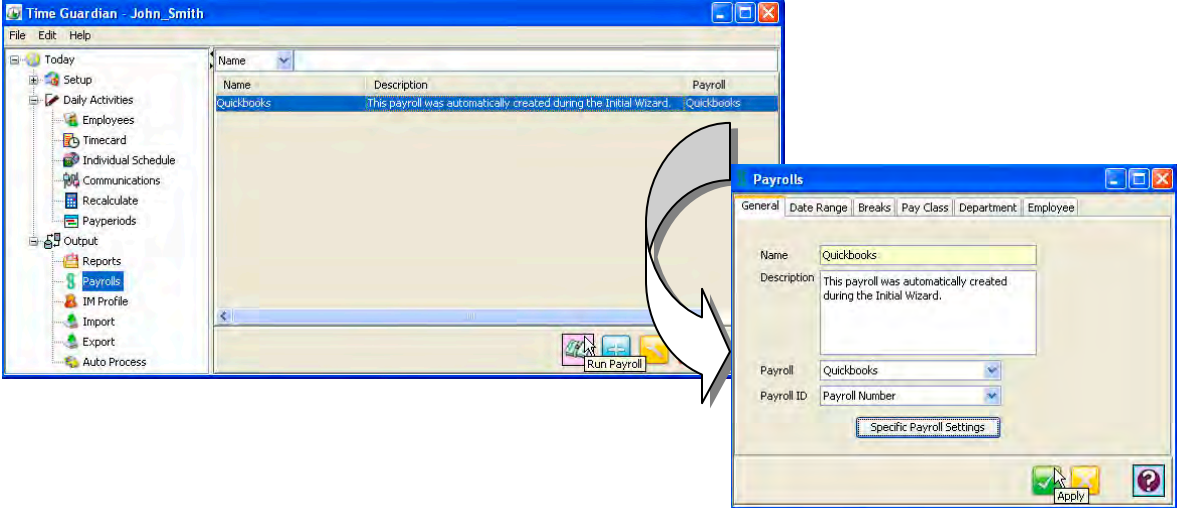 Time Guardian - John_Smith
File Edit Help
Today
Setup
Daily Activities
Employees
Timecard
Individual Schedule
Communications
Recalculate
Payperiods
Output
Reports
Payrolls
IM Profile
Import
Export
Auto Process
Name
Name Description Payroll
Quickbooks This payroll was automatically created during the Initial Wizard. Quickbooks
Run Payroll
Payrolls
General Date Range Breaks Pay Class Department Employee
Name Quickbooks
Description This payroll was automatically created
during the Initial Wizard.
Payroll Quickbooks
Payroll ID Payroll Number
Specific Payroll Settings
Apply